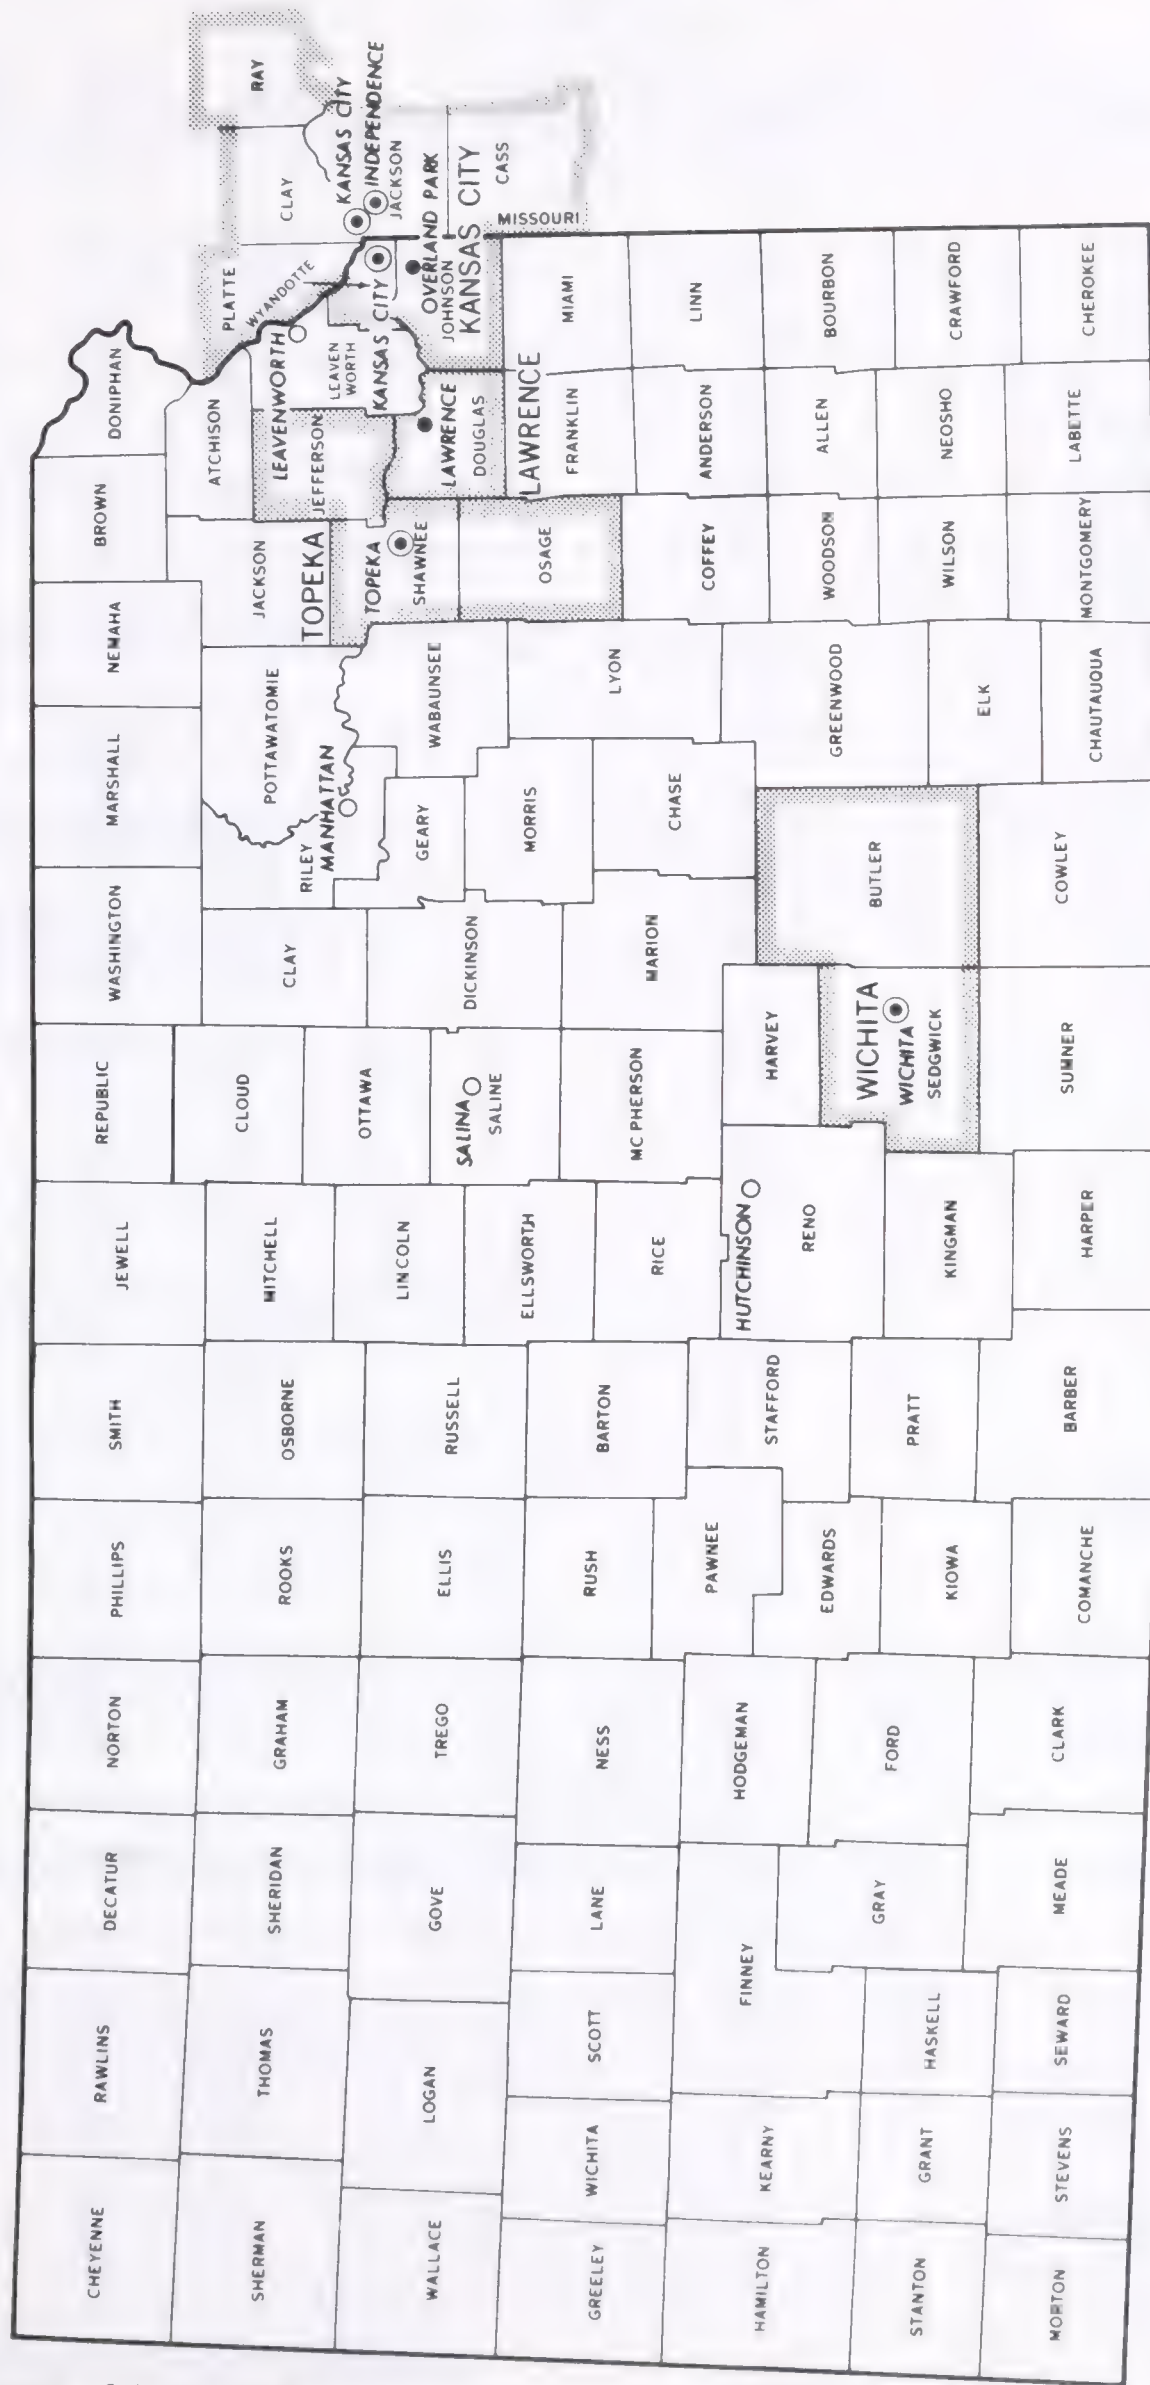 CHEYENNE
RAWLINS
DECATUR
NORTON
PHILLIPS
SMITH
JEWELL
REPUBLIC
WASHINGTON
MARSHALL
NEMAHA
BROWN
DONIPHAN
SHERMAN
THOMAS
SHERIDAN
GRAHAM
ROOKS
OSBORNE
MITCHELL
CLOUD
CLAY
RILEY
MANHATTAN
POTTAWATOMIE
JACKSON
TOPEKA
ATCHISON
JEFFERSON
LEAVENWORTH
LEAVEN
WORTH
WYANDOTTE
PLATTE
CLAY
RAY
KANSAS CITY
INDEPENDENCE
JACKSON
KANSAS CITY
OVERLAND PARK
JOHNSON
KANSAS CITY
CASS
MISSOURI
WALLACE
LOGAN
GOVE
TREGO
ELLIS
RUSSELL
LINCOLN
OTTAWA
SALINA
SALINE
DICKINSON
GEARY
MORRIS
WABAUNSEE
TOPEKA
SHAWNEE
OSAGE
LAWRENCE
DOUGLAS
LAWRENCE
FRANKLIN
MIAMI
GREELEY
WICHITA
SCOTT
LANE
NESS
RUSH
BARTON
ELLSWORTH
RICE
MC PHERSON
MARION
CHASE
LYON
COFFEY
ANDERSON
LINN
HAMILTON
KEARNY
FINNEY
HODGEMAN
PAWNEE
STAFFORD
HUTCHINSON
RENO
HARVEY
WICHITA
WICHITA
SEDGWICK
BUTLER
GREENWOOD
WOODSON
ALLEN
BOURBON
STANTON
GRANT
HASKELL
GRAY
FORD
EDWARDS
KIOWA
PRATT
KINGMAN
ELK
WILSON
NEOSHO
CRAWFORD
MORTON
STEVENS
SEWARD
MEADE
CLARK
COMANCHE
BARBER
HARPER
SUMNER
COWLEY
CHAUTAUQUA
MONTGOMERY
LABETTE
CHEROKEE